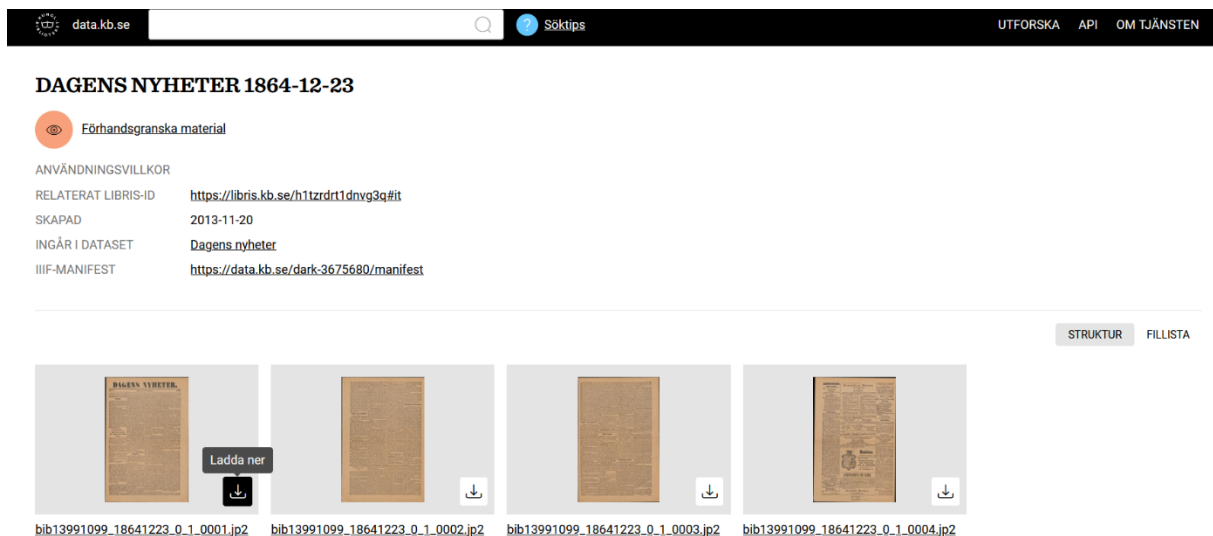 data.kb.se
Söktips
UTFORSKA API OM TJÄNSTEN
DAGENS NYHETER 1864-12-23
Förhandsgranska material
ANVÄNDNINGSVILLKOR
RELATERAT LIBRIS-ID https://libris.kb.se/h1tzrdrt1dnvg3q#it
SKAPAD 2013-11-20
INGÅR I DATASET Dagens nyheter
IIIF-MANIFEST https://data.kb.se/dark-3675680/manifest
STRUKTUR FILLISTA
DAGENS NYHETER.
Ladda ner
bib13991099_18641223_0_1_0001.jp2 bib13991099_18641223_0_1_0002.jp2 bib13991099_18641223_0_1_0003.jp2 bib13991099_18641223_0_1_0004.jp2